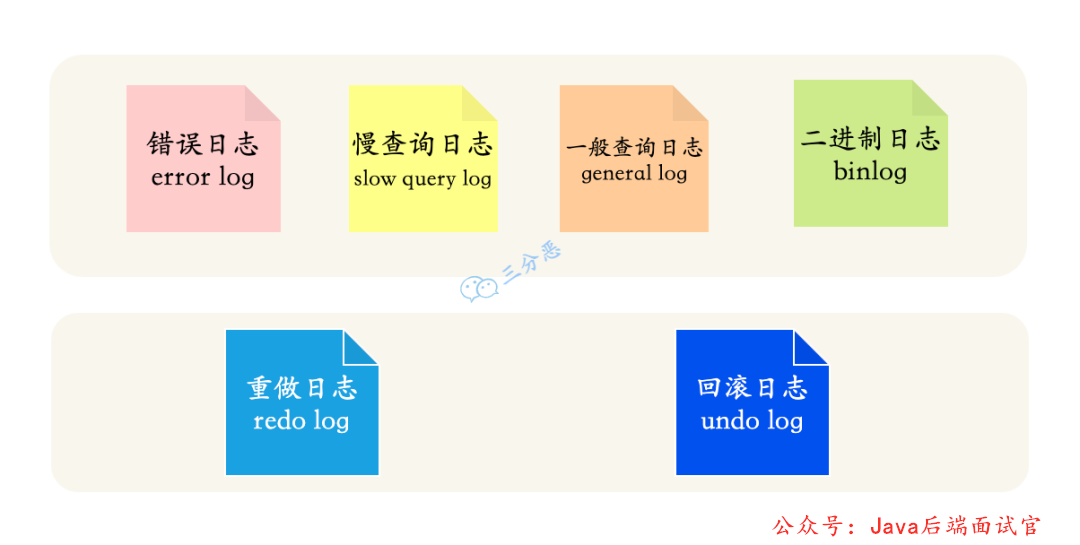 错误日志
error log
慢查询日志
slow query log
一般查询日志
general log
二进制日志
binlog
三分恶
重做日志
redo log
回滚日志
undo log
公众号：Java后端面试官